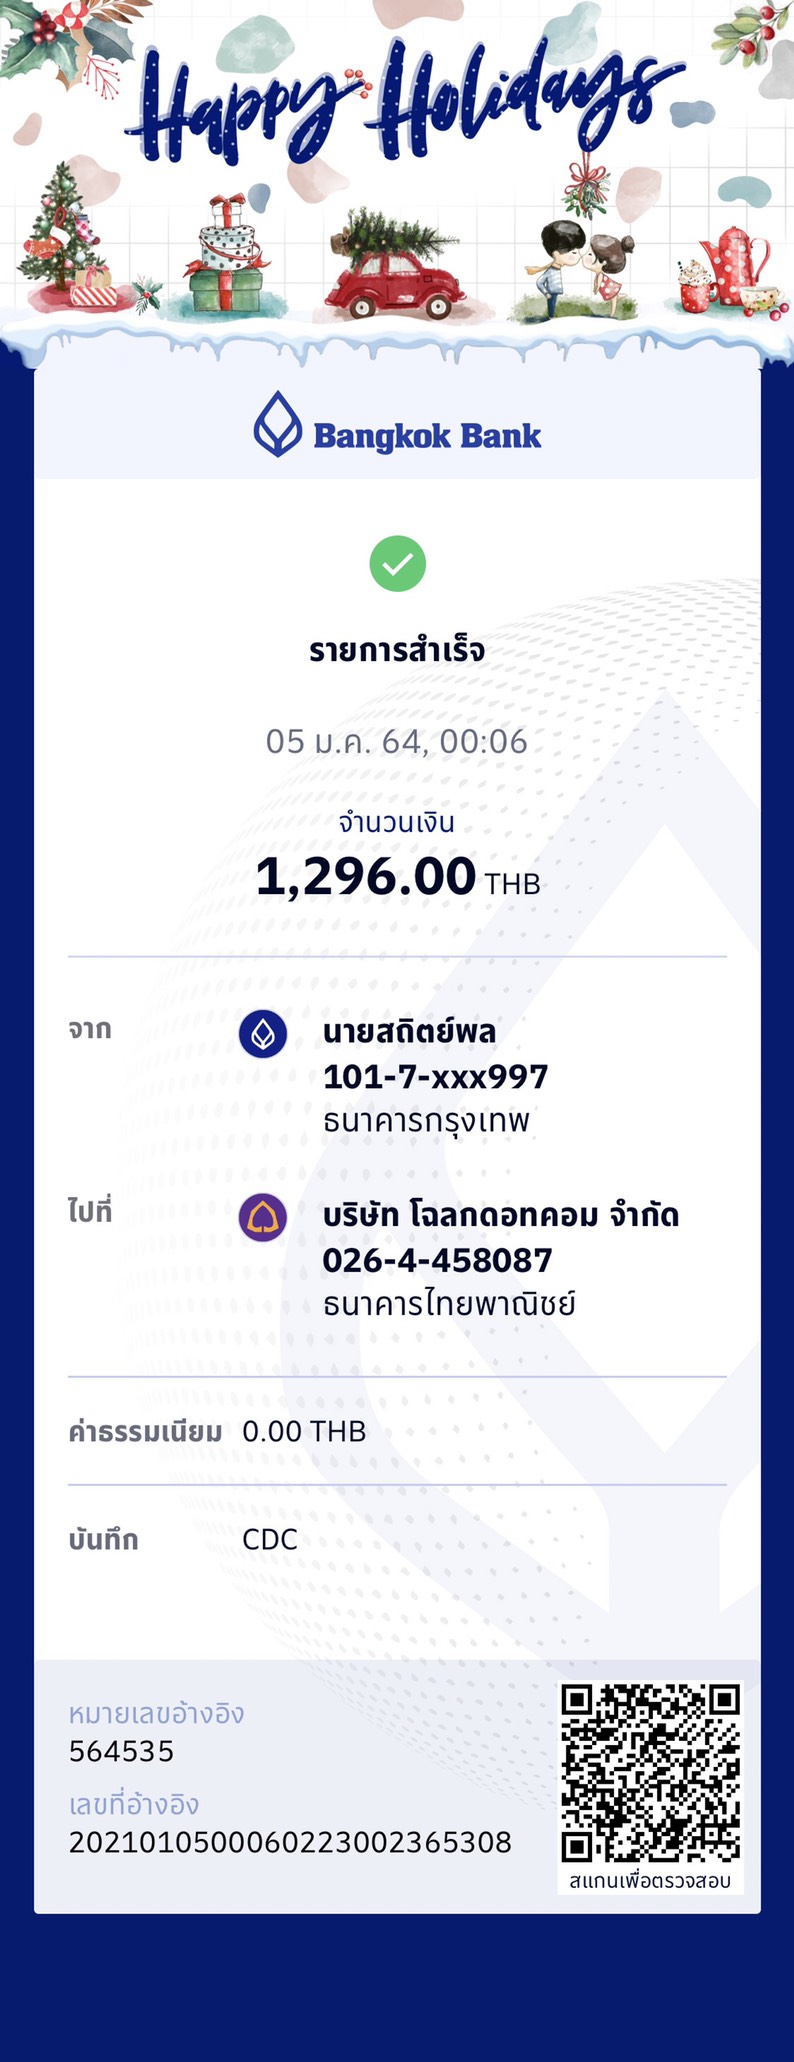 Happy Holidays
Bangkok Bank
รายการสำเร็จ
05 ม.ค. 64, 00:06
จำนวนเงิน
1,296.00 THB
จาก
นายสถิตย์พล
101-7-xxx997
ธนาคารกรุงเทพ
ไปที่
บริษัท โฉลกดอทคอม จำกัด
026-4-458087
ธนาคารไทยพาณิชย์
ค่าธรรมเนียม 0.00 THB
บันทึก CDC
หมายเลขอ้างอิง
564535
เลขที่อ้างอิง
2021010500060223002365308
สแกนเพื่อตรวจสอบ